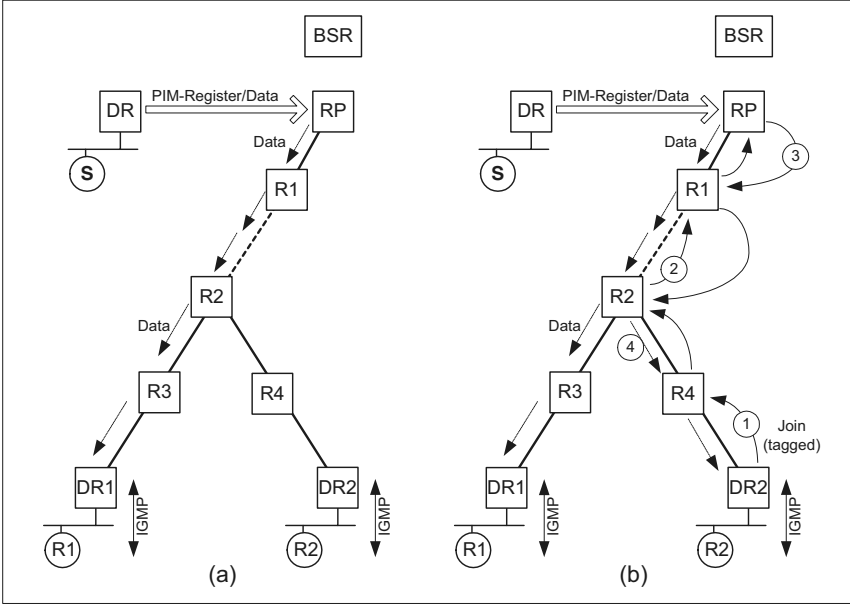 BSR
PIM-Register/Data
DR
RP
Data
S
R1
R2
Data
R3
R4
DR1
DR2
IGMP
IGMP
R1
R2
(a)
BSR
PIM-Register/Data
DR
RP
Data
3
S
R1
2
R2
Data
4
R3
R4
1
Join
(tagged)
DR1
DR2
IGMP
IGMP
R1
R2
(b)